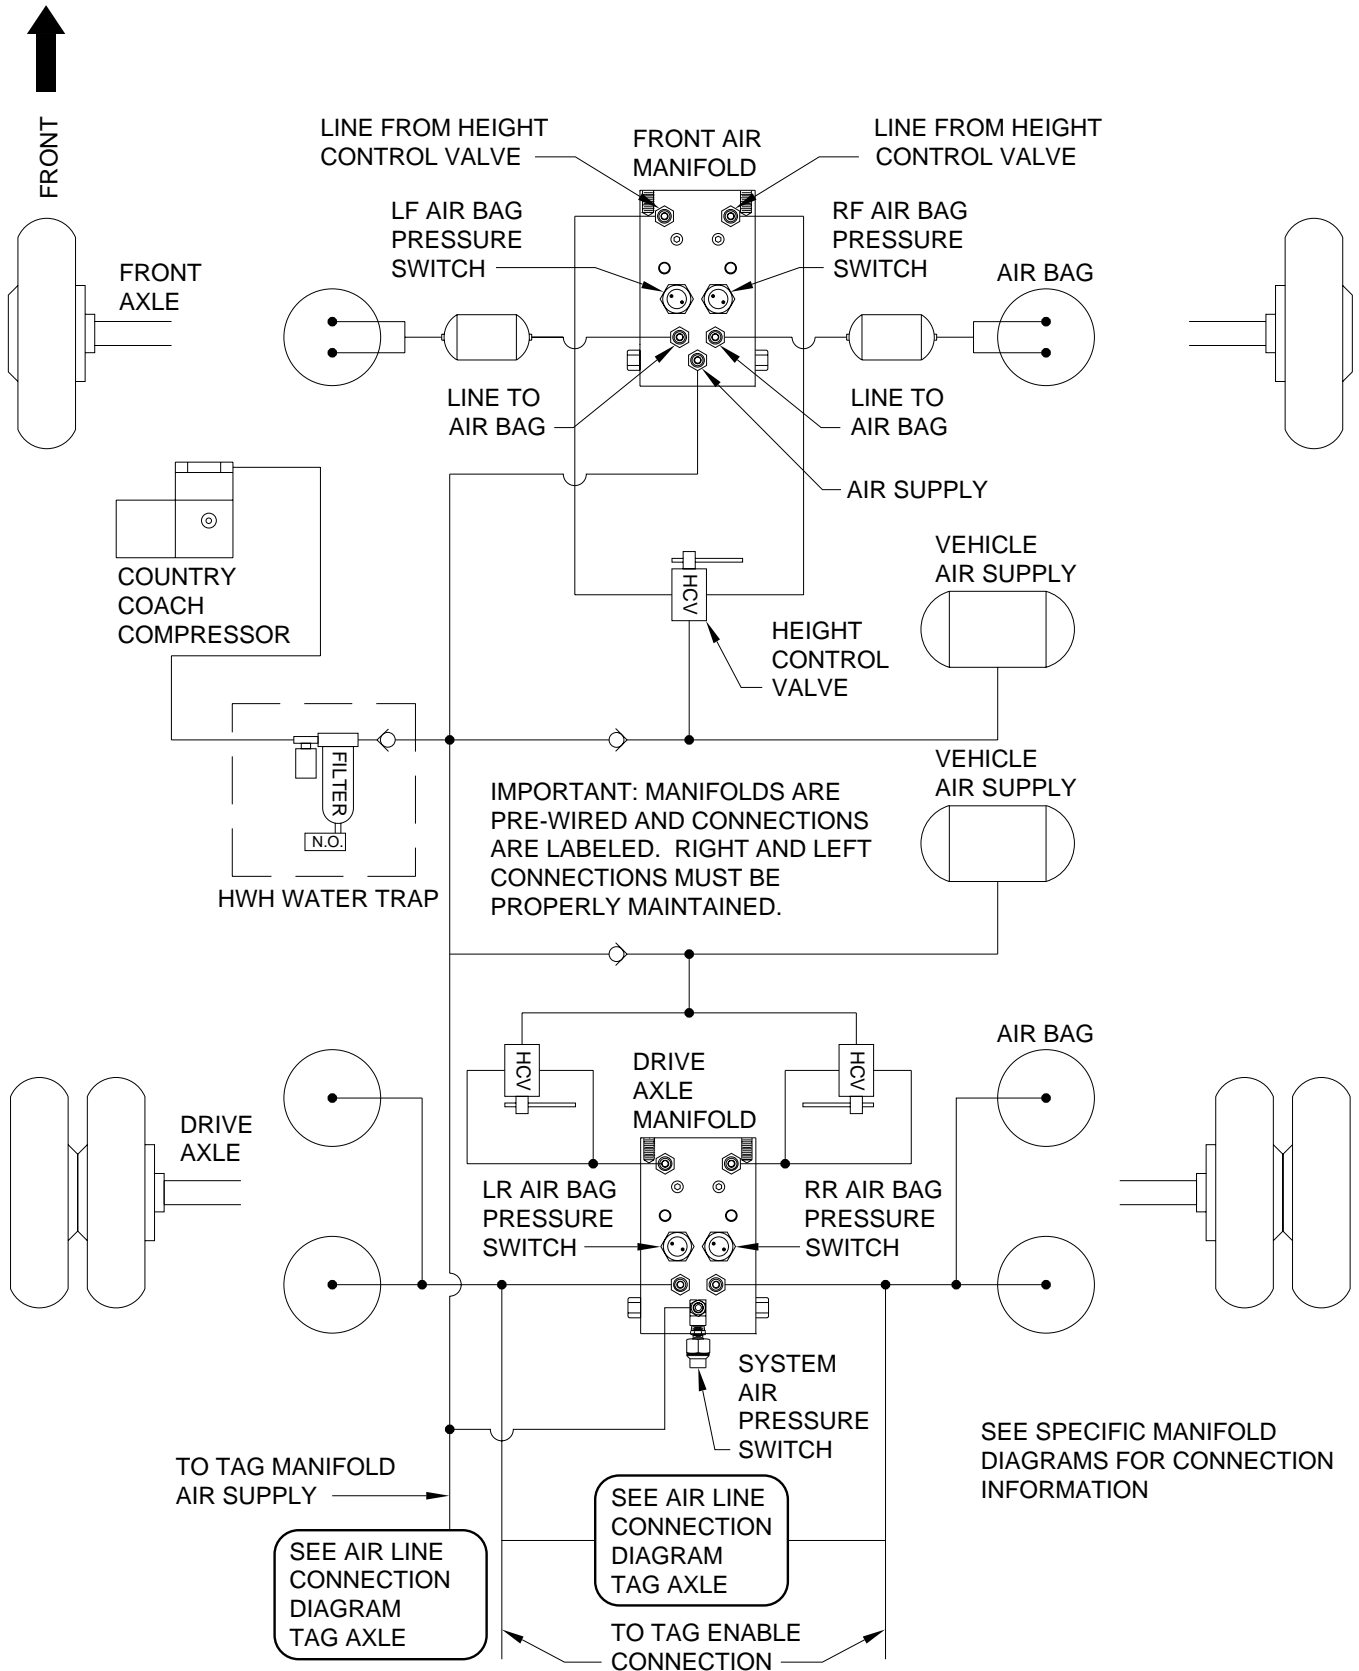 FRONT
LINE FROM HEIGHT
CONTROL VALVE
FRONT AIR
MANIFOLD
LINE FROM HEIGHT
CONTROL VALVE
LF AIR BAG
PRESSURE
SWITCH
RF AIR BAG
PRESSURE
SWITCH
FRONT
AXLE
AIR BAG
LINE TO
AIR BAG
LINE TO
AIR BAG
AIR SUPPLY
COUNTRY
COACH
COMPRESSOR
HCV
VEHICLE
AIR SUPPLY
HEIGHT
CONTROL
VALVE
FILTER
N.O.
HWH WATER TRAP
VEHICLE
AIR SUPPLY
IMPORTANT: MANIFOLDS ARE
PRE-WIRED AND CONNECTIONS
ARE LABELED. RIGHT AND LEFT
CONNECTIONS MUST BE
PROPERLY MAINTAINED.
HCV
DRIVE
AXLE
MANIFOLD
HCV
AIR BAG
DRIVE
AXLE
LR AIR BAG
PRESSURE
SWITCH
RR AIR BAG
PRESSURE
SWITCH
SYSTEM
AIR
PRESSURE
SWITCH
SEE SPECIFIC MANIFOLD
DIAGRAMS FOR CONNECTION
INFORMATION
TO TAG MANIFOLD
AIR SUPPLY
SEE AIR LINE
CONNECTION
DIAGRAM
TAG AXLE
SEE AIR LINE
CONNECTION
DIAGRAM
TAG AXLE
TO TAG ENABLE
CONNECTION